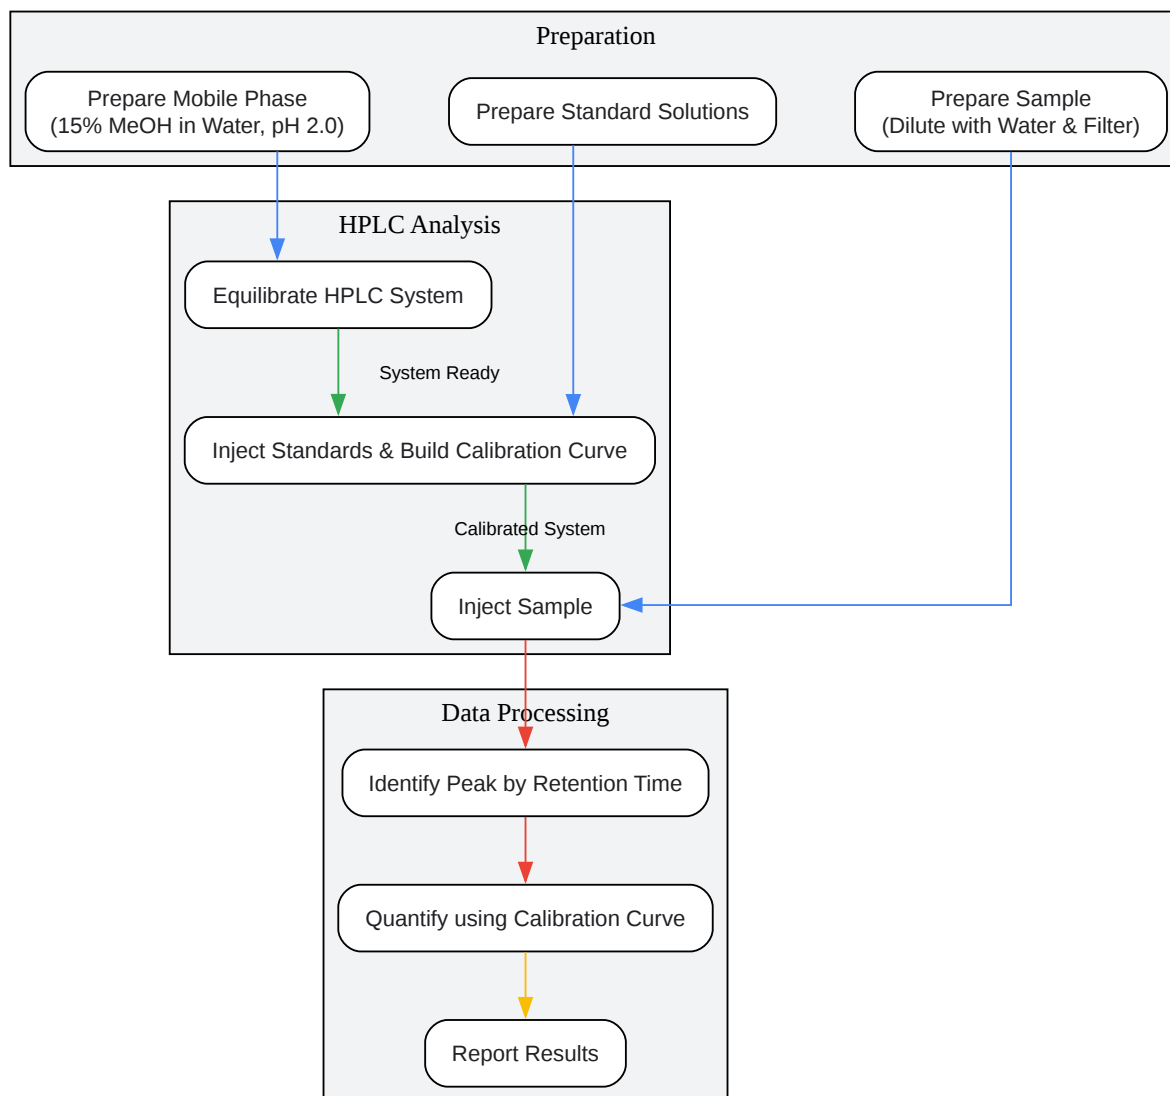 Preparation
Prepare Mobile Phase
(15% MeOH in Water, pH 2.0)
Prepare Standard Solutions
Prepare Sample
(Dilute with Water & Filter)
HPLC Analysis
Equilibrate HPLC System
System Ready
Inject Standards & Build Calibration Curve
Calibrated System
Inject Sample
Data Processing
Identify Peak by Retention Time
Quantify using Calibration Curve
Report Results